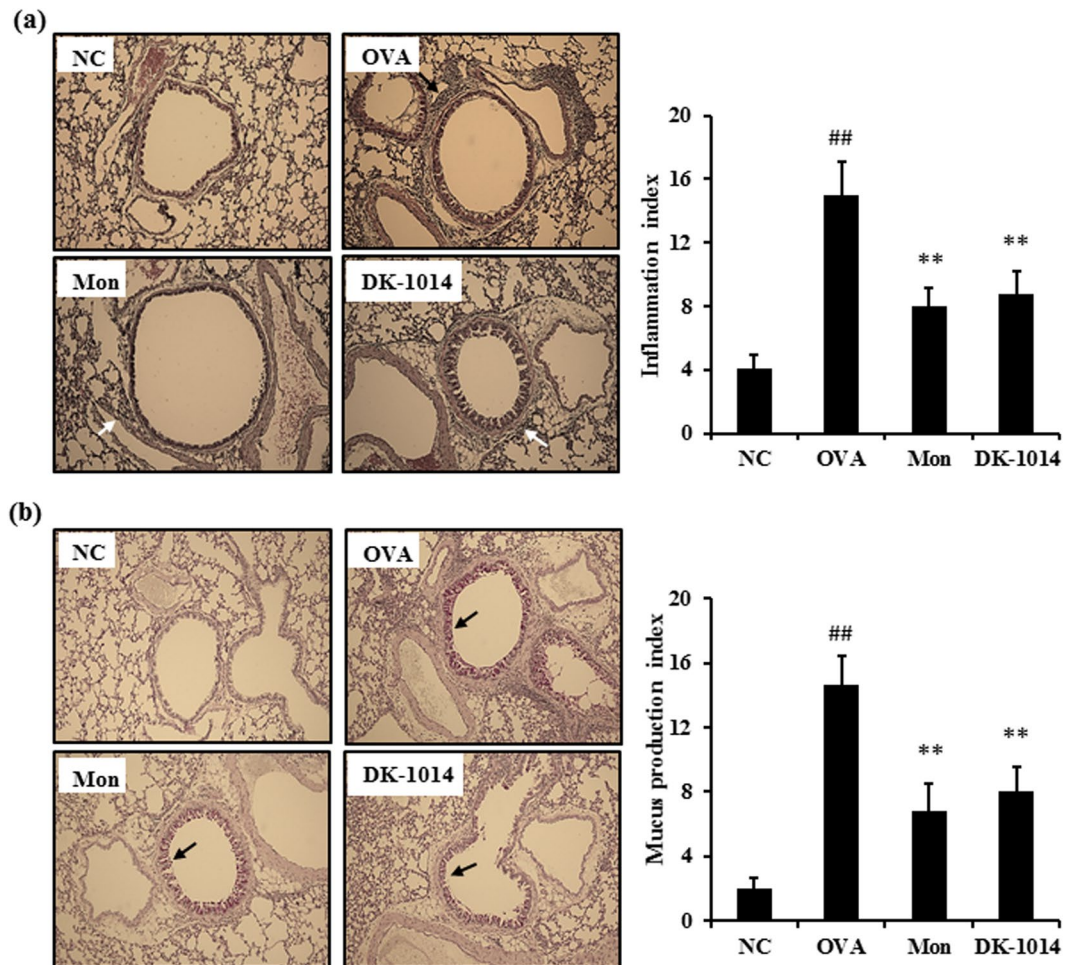 (a)
NC
OVA
Mon
DK-1014
Inflammation index
20
16
12
8
4
0
##
**
**
NC OVA Mon DK-1014
(b)
NC
OVA
Mon
DK-1014
Mucus production index
20
16
12
8
4
0
##
**
**
NC OVA Mon DK-1014